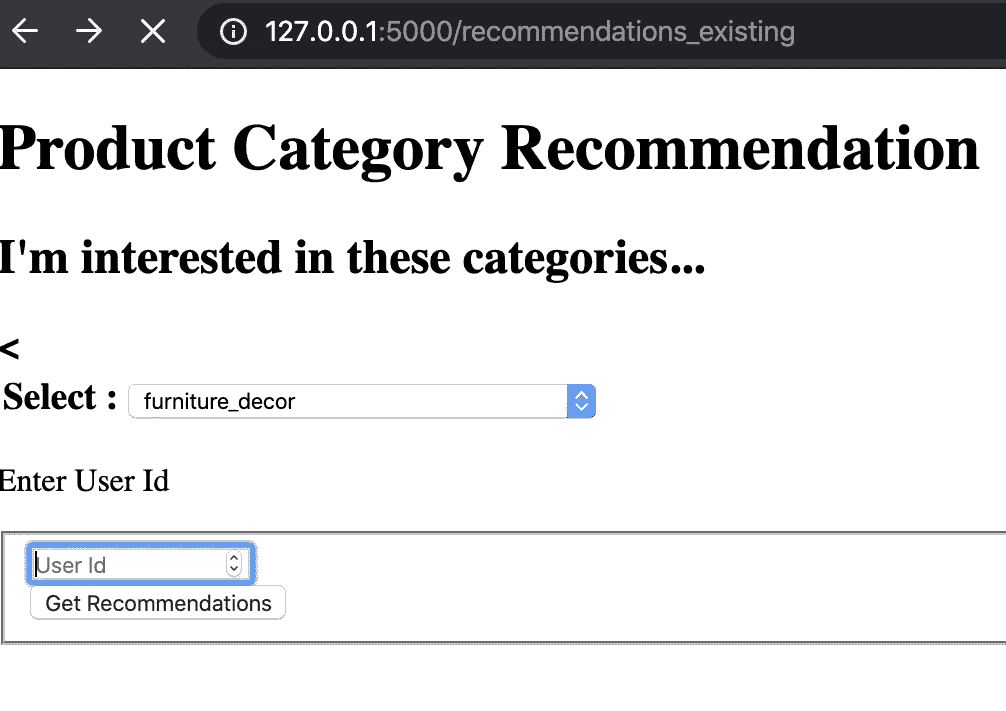 127.0.0.1:5000/recommendations_existing
Product Category Recommendation
I'm interested in these categories...
<
Select : furniture_decor
Enter User Id
User Id
Get Recommendations